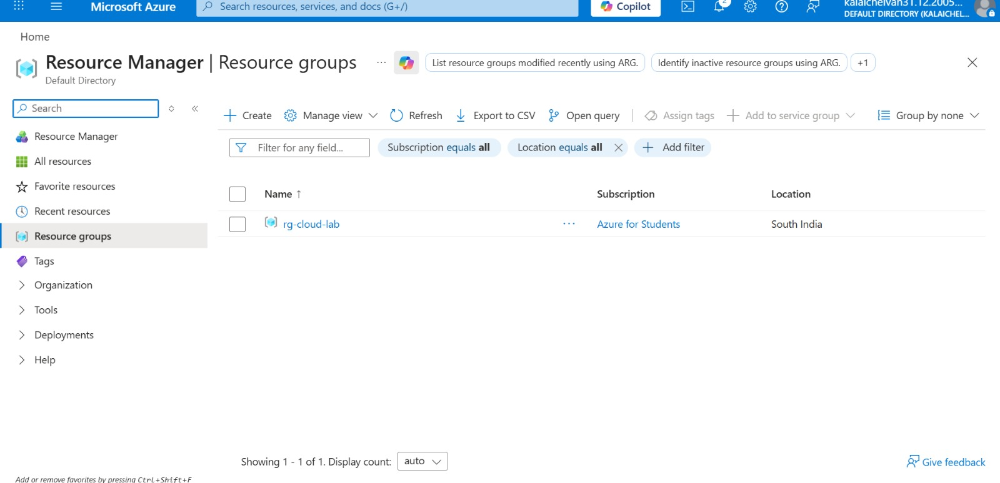 Microsoft Azure
Search resources, services, and docs (G+/)
Copilot
2
kalaichelvan31.12.2005...
DEFAULT DIRECTORY (KALAICHEL...
Home
Resource Manager | Resource groups
...
List resource groups modified recently using ARG.
Identify inactive resource groups using ARG.
+1
Default Directory
Search
Resource Manager
All resources
Favorite resources
Recent resources
Resource groups
Tags
Organization
Tools
Deployments
Help
Create
Manage view
Refresh
Export to CSV
Open query
Assign tags
Add to service group
Group by none
Filter for any field...
Subscription equals all
Location equals all
Add filter
Name ↑ Subscription Location
rg-cloud-lab ... Azure for Students South India
Showing 1 - 1 of 1. Display count: auto
Give feedback
Add or remove favorites by pressing Ctrl+Shift+F